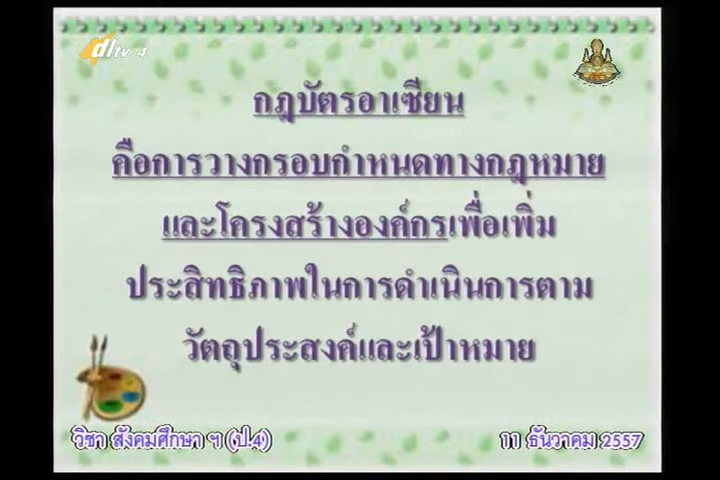 dltv 4
กฎบัตรอาเซียน
คือการวางกรอบกำหนดทางกฎหมาย
และโครงสร้างองค์กรเพื่อเพิ่ม
ประสิทธิภาพในการดำเนินการตาม
วัตถุประสงค์และเป้าหมาย
วิชา สังคมศึกษา ฯ (ป.4)
11 ธันวาคม 2557